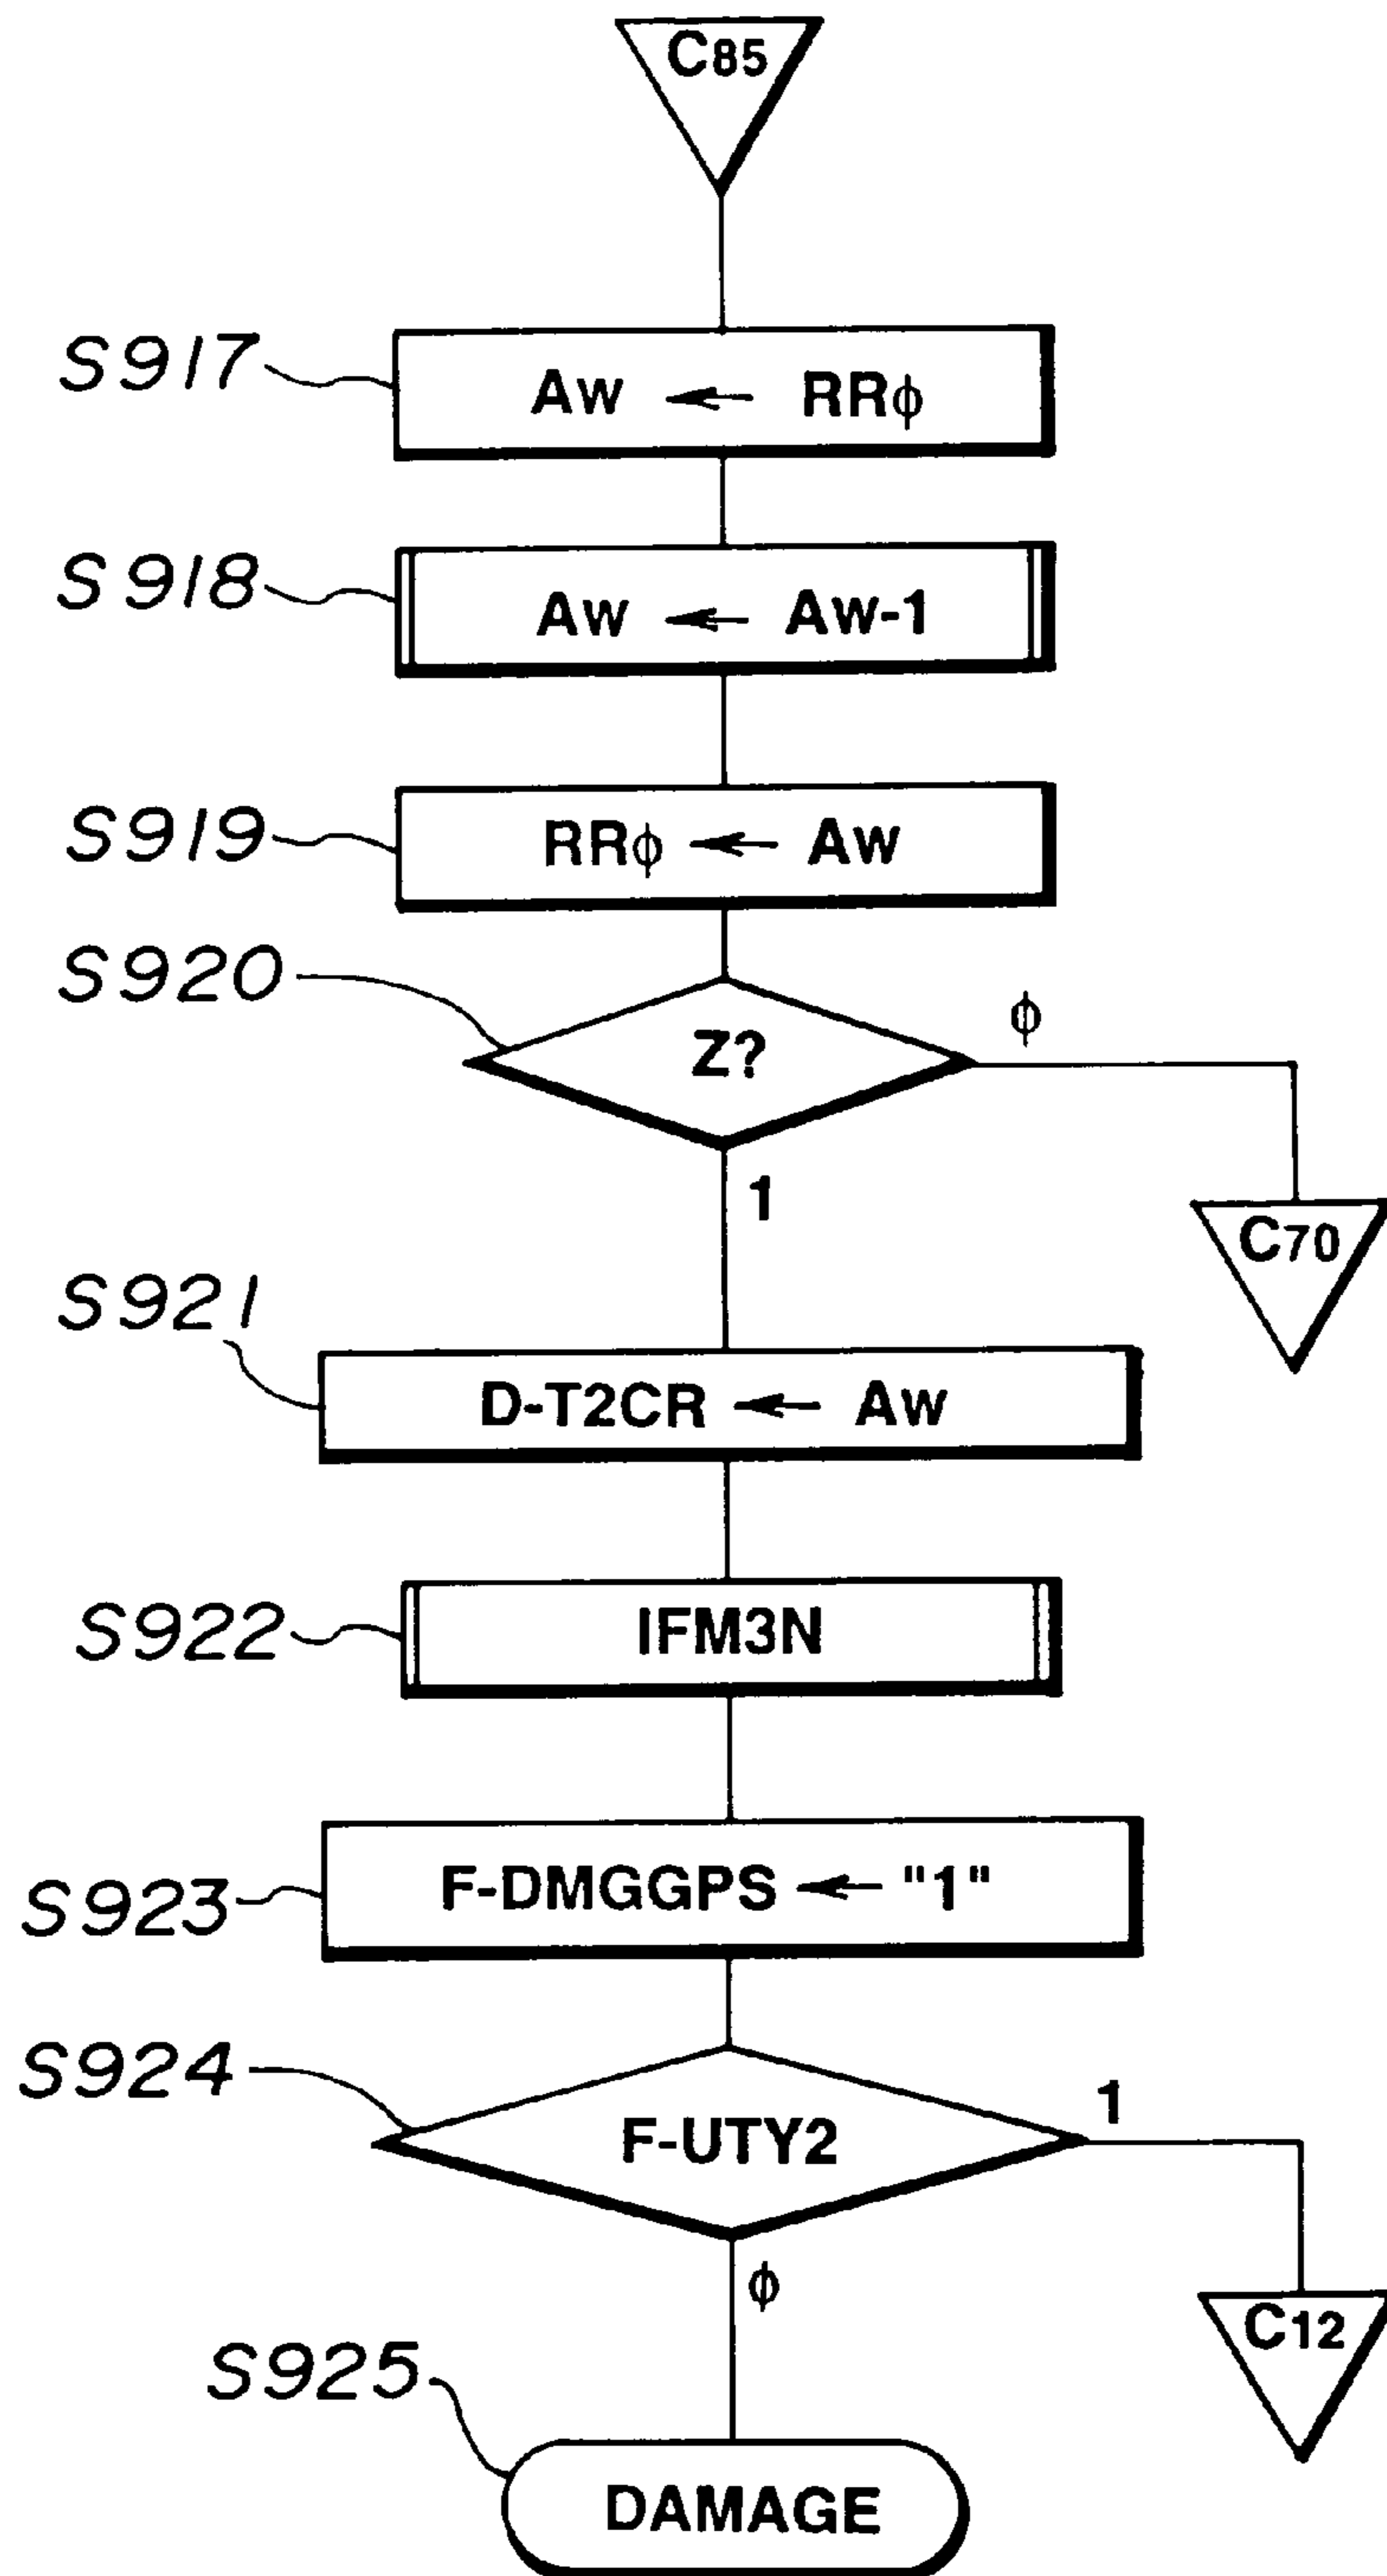 C85
S917
Aw ← RRϕ
S918
Aw ← Aw-1
S919
RRϕ ← Aw
S920
Z?
ϕ
1
C70
S921
D-T2CR ← Aw
S922
IFM3N
S923
F-DMGGPS ← "1"
S924
F-UTY2
1
ϕ
C12
S925
DAMAGE